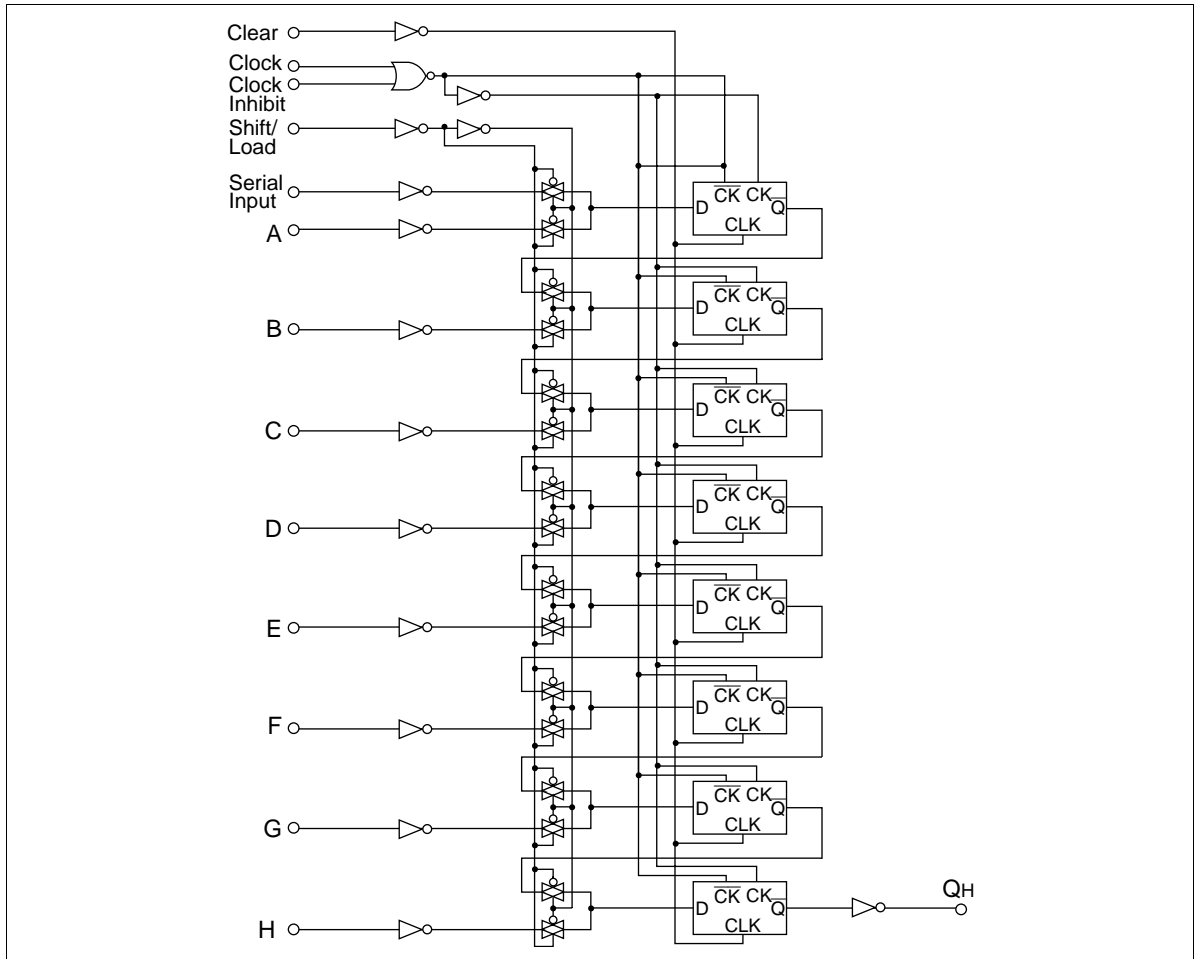 Clear
Clock
Clock
Inhibit
Shift/
Load
Serial
Input
A
D
CK CK
Q
CLK
B
D
CK CK
Q
CLK
C
D
CK CK
Q
CLK
D
D
CK CK
Q
CLK
E
D
CK CK
Q
CLK
F
D
CK CK
Q
CLK
G
D
CK CK
Q
CLK
H
D
CK CK
Q
CLK
QH